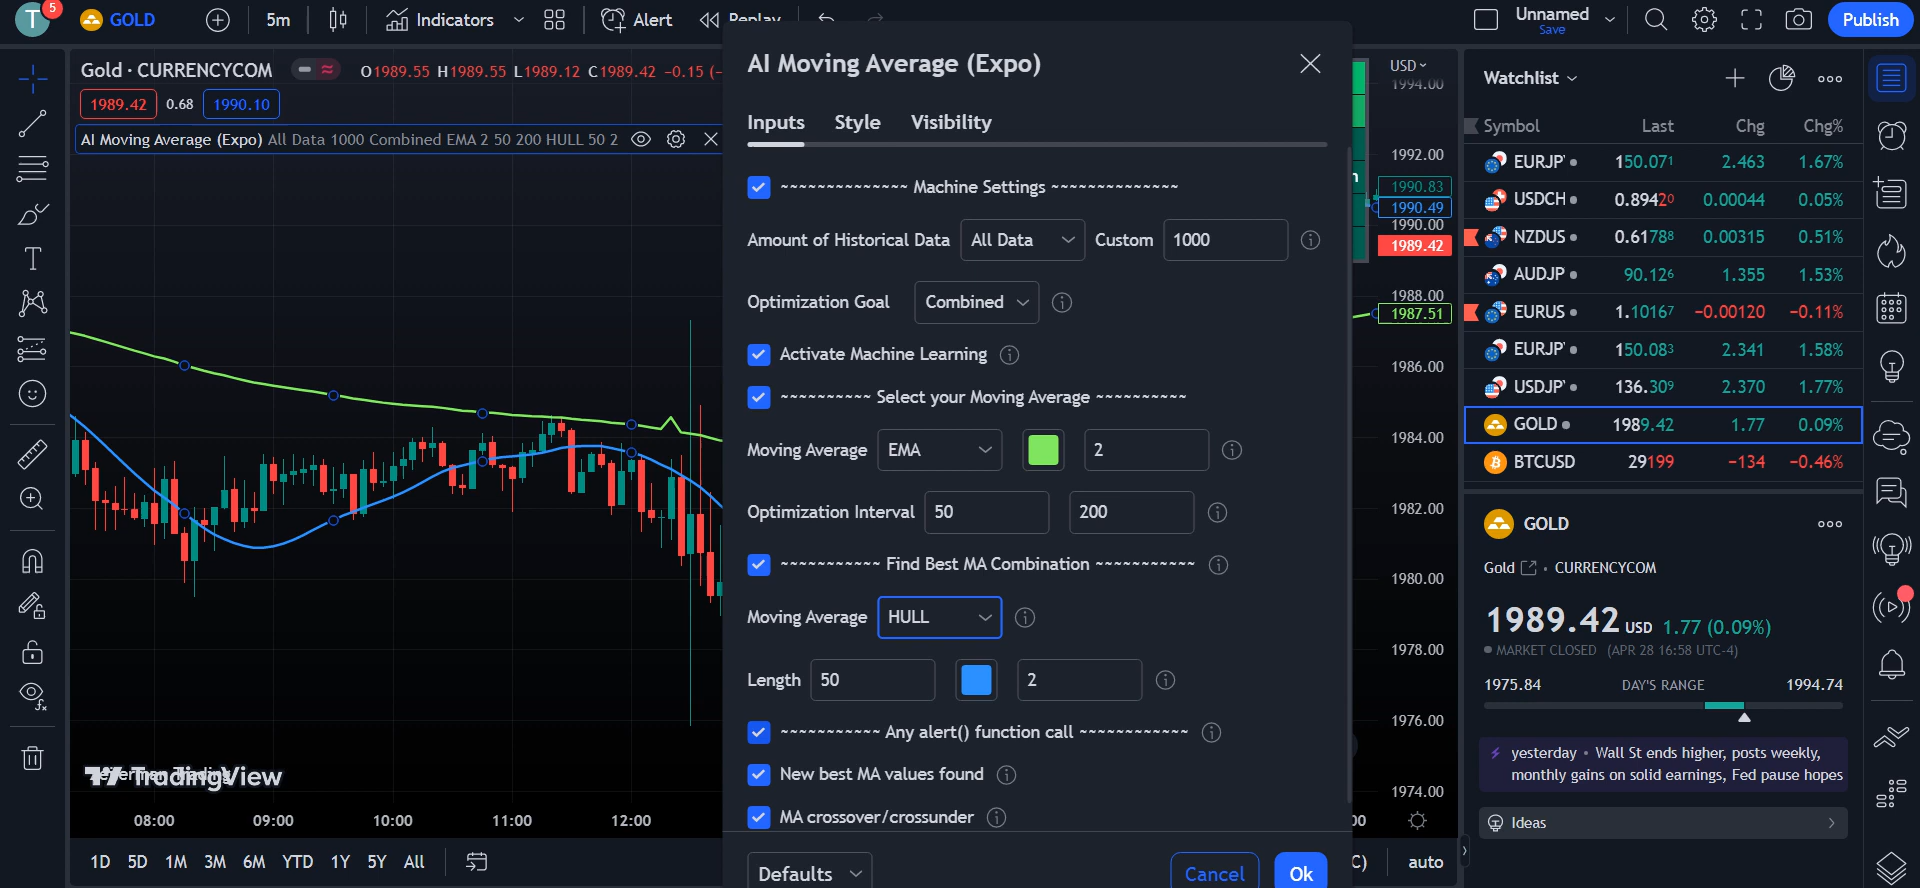 T 5 GOLD 5m Indicators Alert Replay Unnamed Save Publish
Gold · CURRENCYCOM O1989.55 H1989.55 L1989.12 C1989.42 −0.15 (−
1989.42 0.68 1990.10
AI Moving Average (Expo) All Data 1000 Combined EMA 2 50 200 HULL 50 2
TradingView
08:00 09:00 10:00 11:00 12:00
1D 5D 1M 3M 6M YTD 1Y 5Y All
AI Moving Average (Expo)
Inputs Style Visibility
~~~~~~~~~~~~~~ Machine Settings ~~~~~~~~~~~~~~
Amount of Historical Data All Data Custom 1000
Optimization Goal Combined
Activate Machine Learning
~~~~~~~~~~ Select your Moving Average ~~~~~~~~~~
Moving Average EMA 2
Optimization Interval 50 200
~~~~~~~~~~~ Find Best MA Combination ~~~~~~~~~~~
Moving Average HULL
Length 50 2
~~~~~~~~~~~ Any alert() function call ~~~~~~~~~~~~
New best MA values found
MA crossover/crossunder
Defaults Cancel Ok
USD
1994.00
1992.00
1990.83
1990.49
1990.00
1989.42
1988.00
1987.51
1986.00
1984.00
1982.00
1980.00
1978.00
1976.00
1974.00
auto
Watchlist
Symbol Last Chg Chg%
EURJP 150.071 2.463 1.67%
USDCH 0.89420 0.00044 0.05%
NZDUS 0.61788 0.00315 0.51%
AUDJP 90.126 1.355 1.53%
EURUS 1.10167 −0.00120 −0.11%
EURJP 150.083 2.341 1.58%
USDJP 136.309 2.370 1.77%
GOLD 1989.42 1.77 0.09%
BTCUSD 29199 −134 −0.46%
GOLD
Gold · CURRENCYCOM
1989.42 USD 1.77 (0.09%)
MARKET CLOSED (APR 28 16:58 UTC-4)
1975.84 DAY'S RANGE 1994.74
yesterday · Wall St ends higher, posts weekly,
monthly gains on solid earnings, Fed pause hopes
Ideas